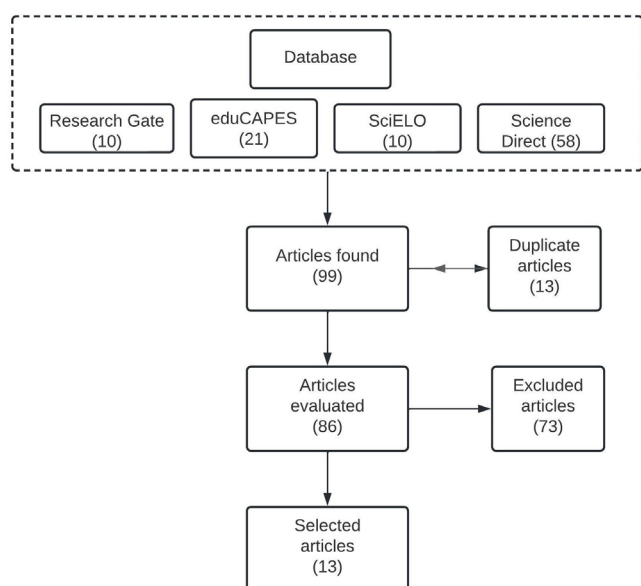 Database
Research Gate
(10)
eduCAPES
(21)
SciELO
(10)
Science
Direct (58)
Articles found
(99)
Duplicate
articles
(13)
Articles
evaluated
(86)
Excluded
articles
(73)
Selected
articles
(13)